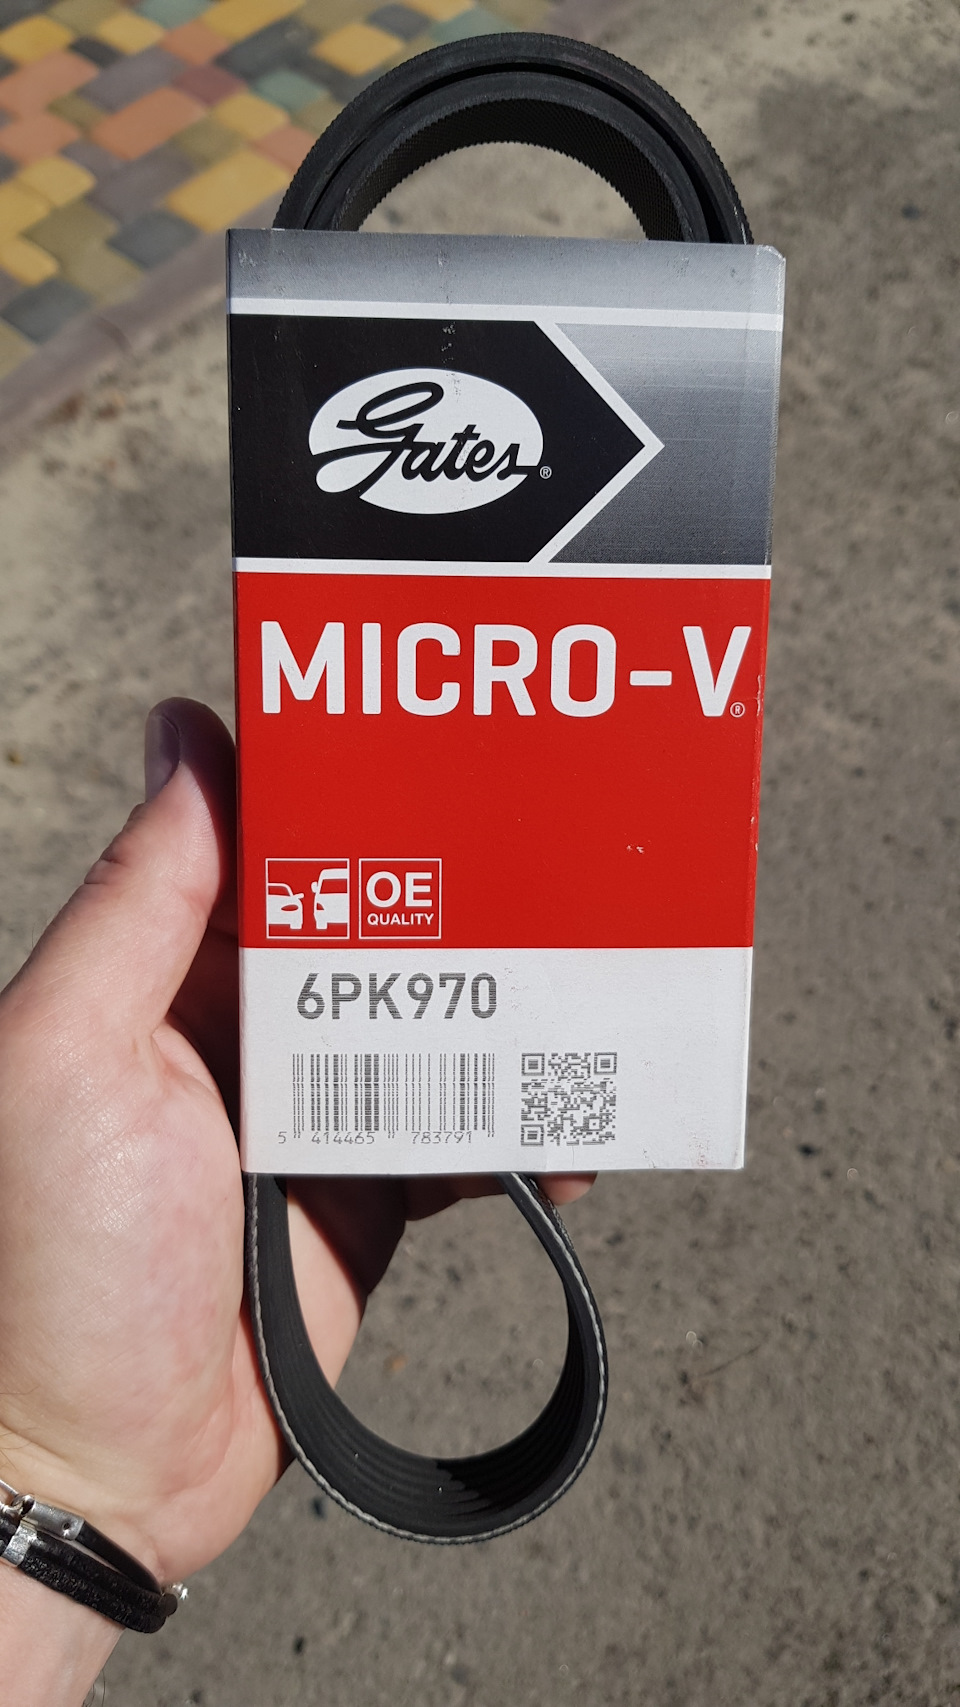 Gates®
MICRO-V®
OE
QUALITY
6PK970
5 414465 783791